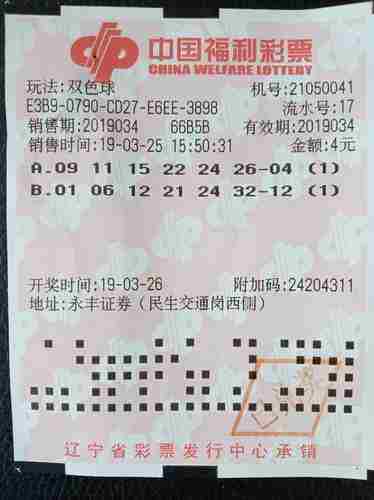 中国福利彩票
CHINA WELFARE LOTTERY
玩法:双色球 机号:21050041
E3B9-0790-CD27-E6EE-3898 流水号:17
销售期:2019034 66B5B 有效期:2019034
销售时间:19-03-25 15:50:31 金额:4元
A.09 11 15 22 24 26-04 (1)
B.01 06 12 21 24 32-12 (1)
开奖时间:19-03-26 附加码:24204311
地址:永丰证券(民生交通岗西侧)
辽宁省彩票发行中心承销